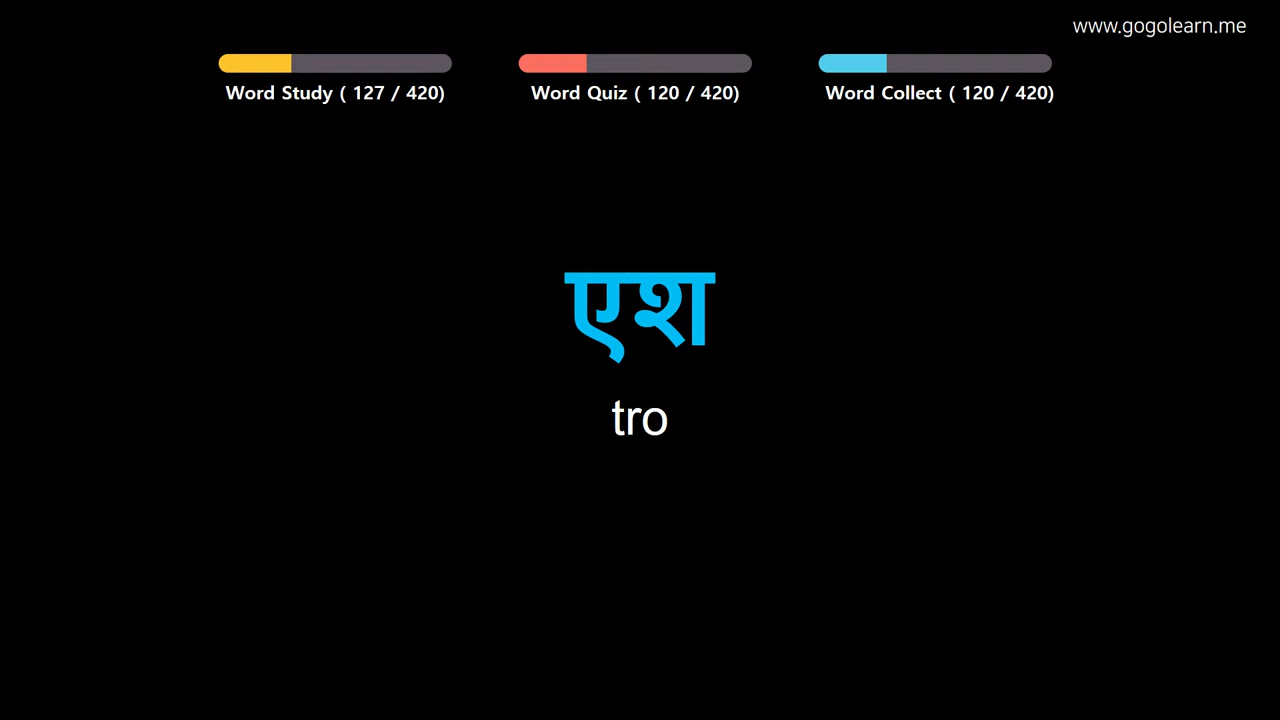 www.gogolearn.me
Word Study ( 127 / 420)
Word Quiz ( 120 / 420)
Word Collect ( 120 / 420)
एश
tro